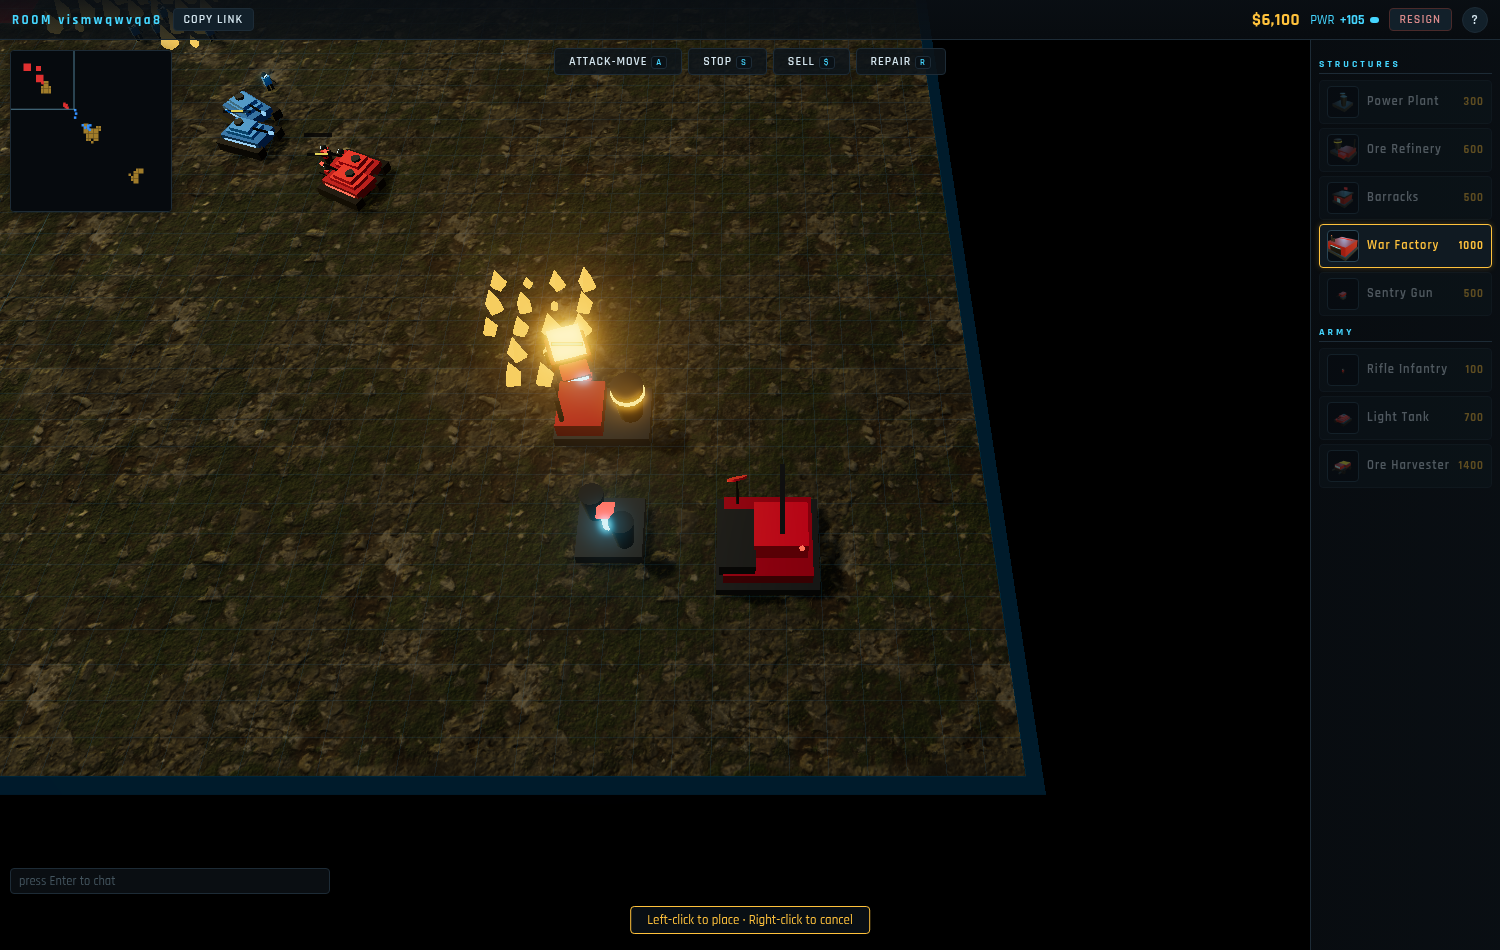 ROOM vismwqwvqa8 COPY LINK
$6,100 PWR +105 RESIGN ?
ATTACK-MOVE A STOP S SELL $ REPAIR R
STRUCTURES
Power Plant 300
Ore Refinery 600
Barracks 500
War Factory 1000
Sentry Gun 500
ARMY
Rifle Infantry 100
Light Tank 700
Ore Harvester 1400
press Enter to chat
Left-click to place · Right-click to cancel